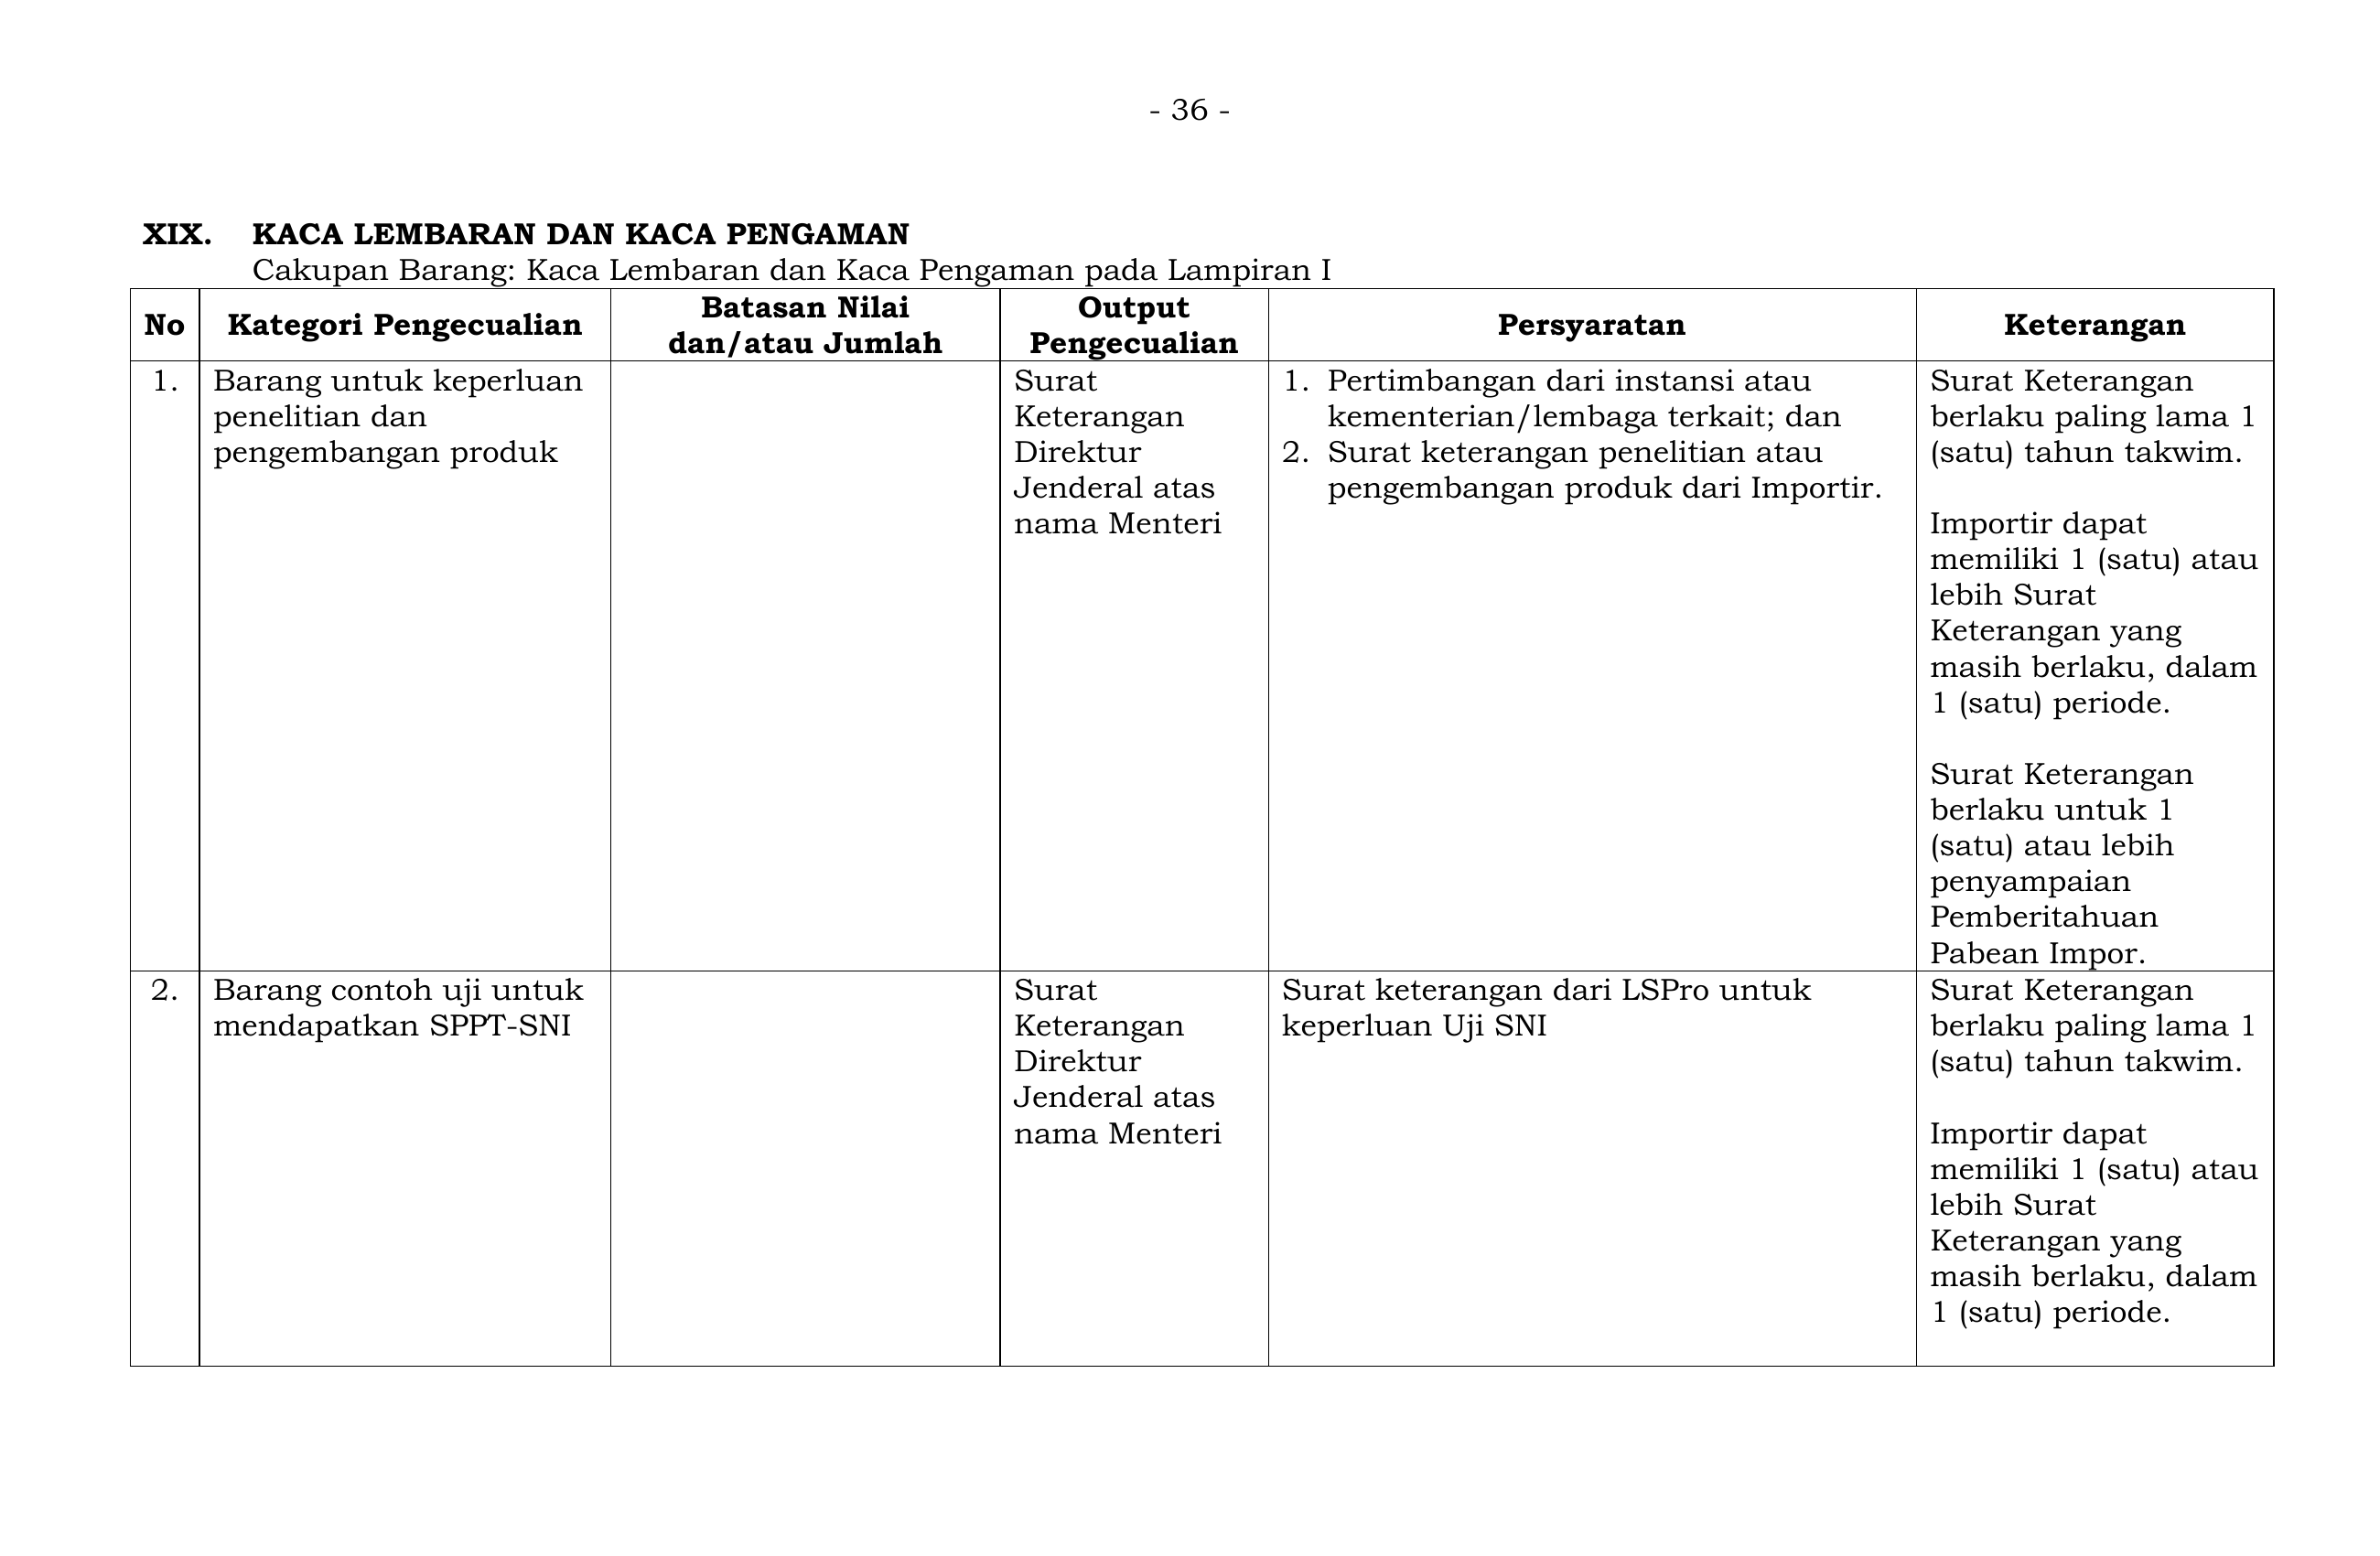 - 36 -
XIX. KACA LEMBARAN DAN KACA PENGAMAN
Cakupan Barang: Kaca Lembaran dan Kaca Pengaman pada Lampiran I
No
Kategori Pengecualian
Batasan Nilai
dan/atau Jumlah
Output
Pengecualian
Persyaratan
Keterangan
1.
Barang untuk keperluan
penelitian dan
pengembangan produk
Surat
Keterangan
Direktur
Jenderal atas
nama Menteri
1. Pertimbangan dari instansi atau
kementerian/lembaga terkait; dan
2. Surat keterangan penelitian atau
pengembangan produk dari Importir.
Surat Keterangan
berlaku paling lama 1
(satu) tahun takwim.
Importir dapat
memiliki 1 (satu) atau
lebih Surat
Keterangan yang
masih berlaku, dalam
1 (satu) periode.
Surat Keterangan
berlaku untuk 1
(satu) atau lebih
penyampaian
Pemberitahuan
Pabean Impor.
2.
Barang contoh uji untuk
mendapatkan SPPT-SNI
Surat
Keterangan
Direktur
Jenderal atas
nama Menteri
Surat keterangan dari LSPro untuk
keperluan Uji SNI
Surat Keterangan
berlaku paling lama 1
(satu) tahun takwim.
Importir dapat
memiliki 1 (satu) atau
lebih Surat
Keterangan yang
masih berlaku, dalam
1 (satu) periode.